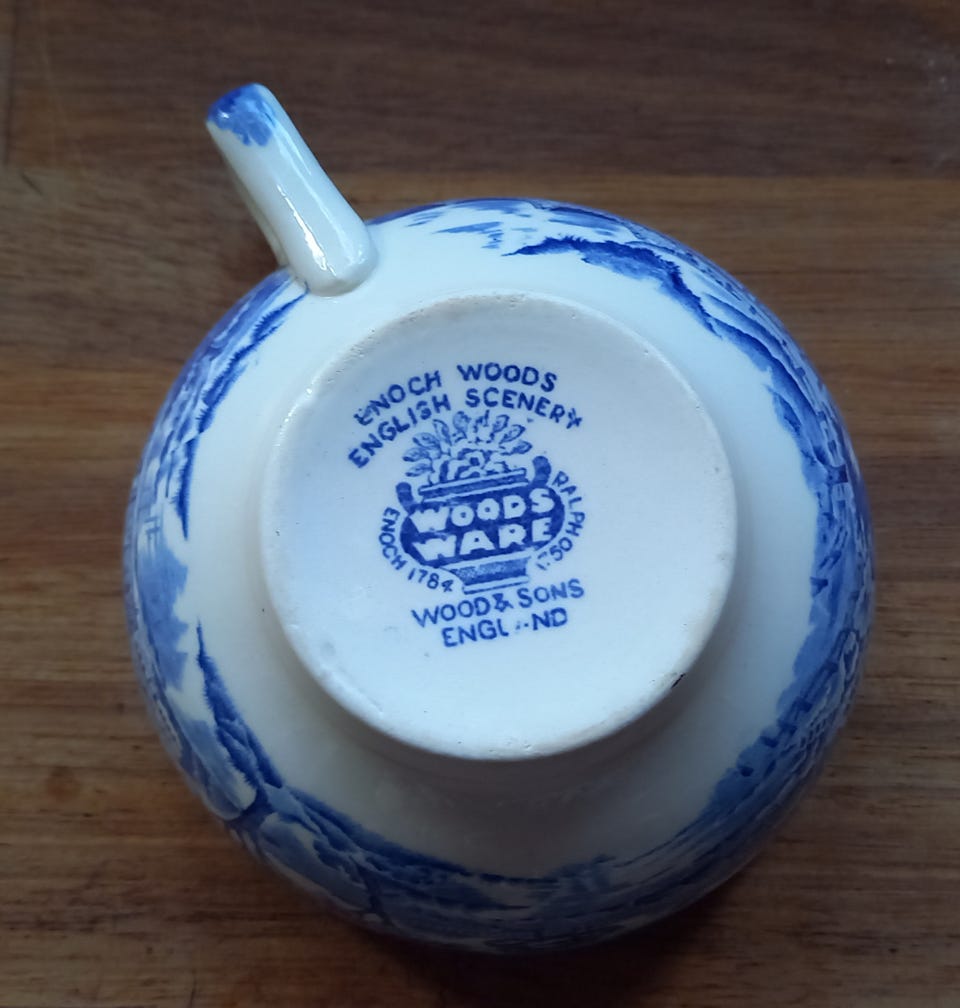 ENOCH WOODS
ENGLISH SCENERY
WOODS
WARE
ENOCH 1784
RALPH 1750
WOOD & SONS
ENGLAND